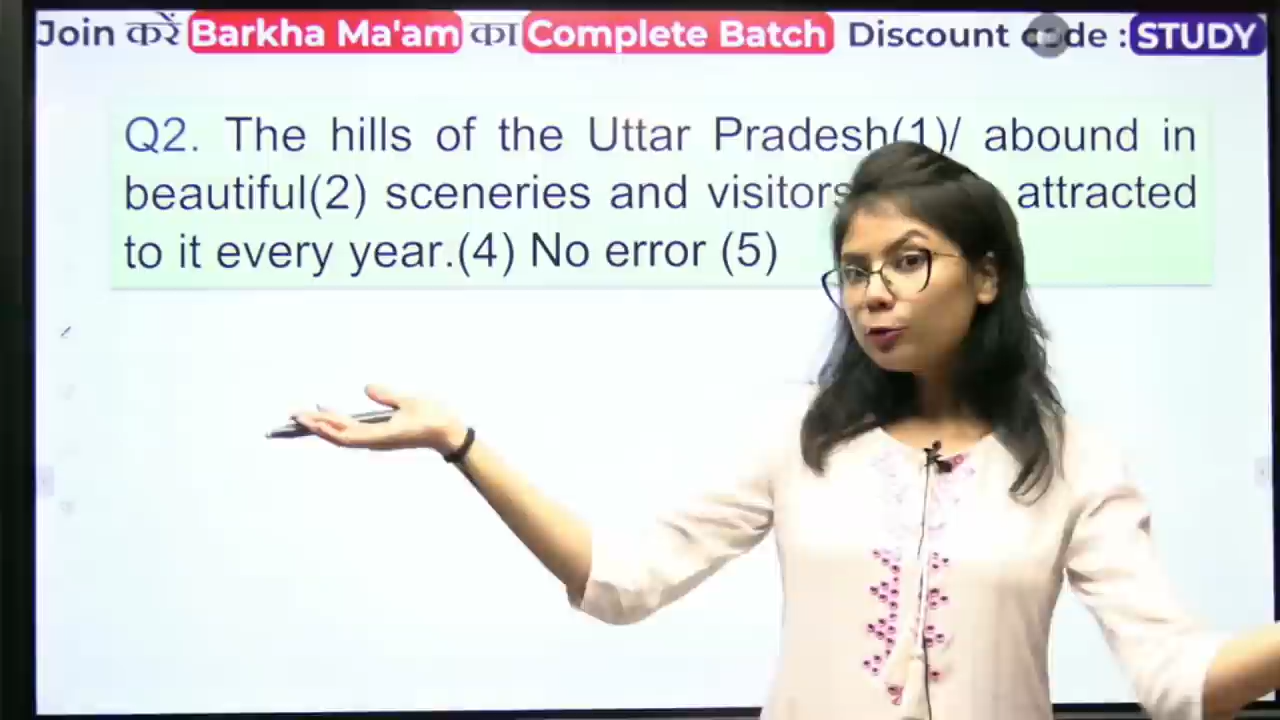 Join करें Barkha Ma'am का Complete Batch Discount code : STUDY
Q2. The hills of the Uttar Pradesh(1)/ abound in
beautiful(2) sceneries and visitors attracted
to it every year.(4) No error (5)